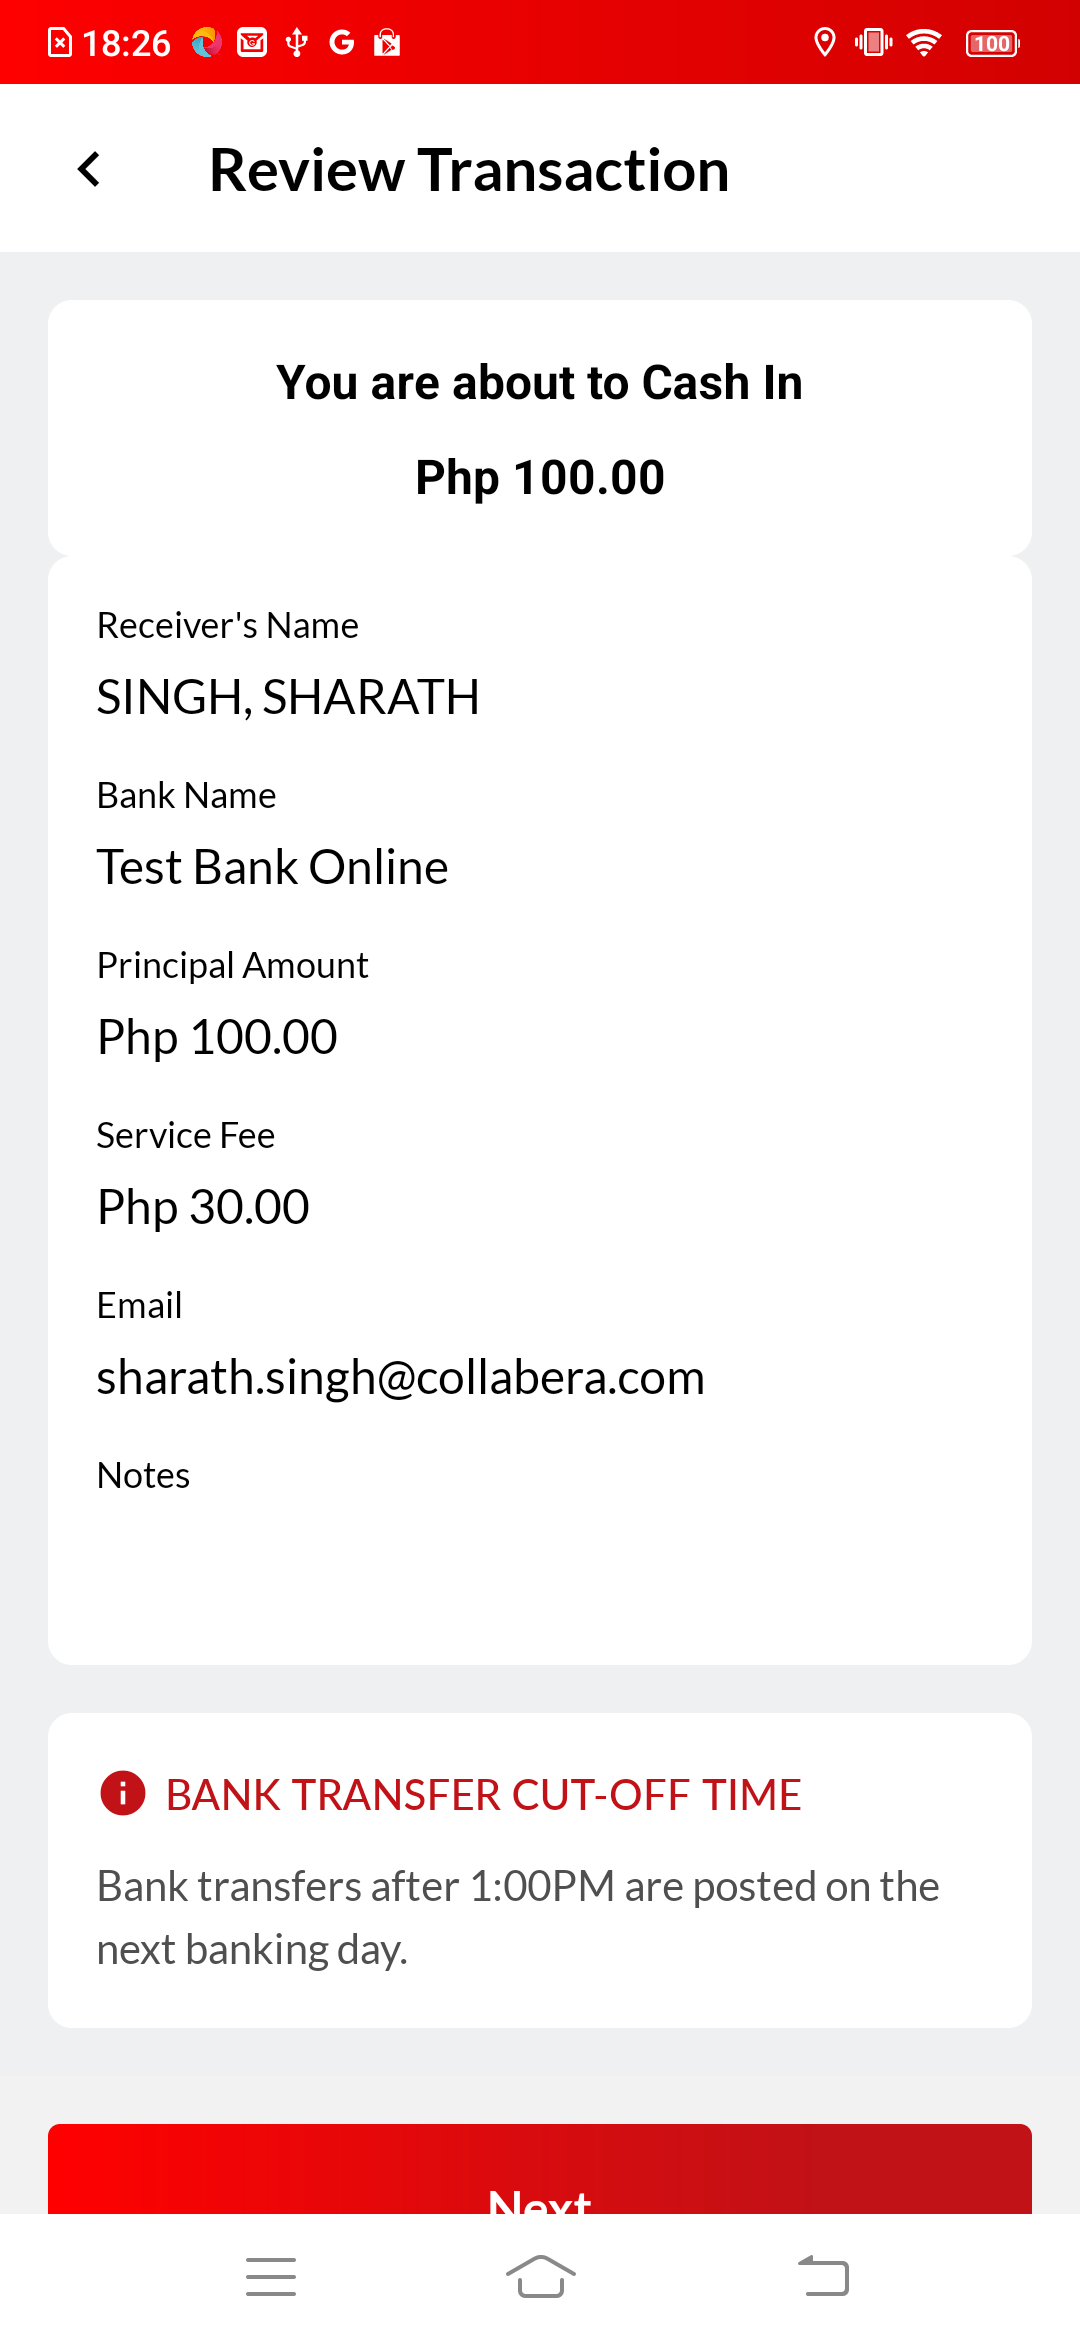 18:26
100
Review Transaction
You are about to Cash In
Php 100.00
Receiver's Name
SINGH, SHARATH
Bank Name
Test Bank Online
Principal Amount
Php 100.00
Service Fee
Php 30.00
Email
sharath.singh@collabera.com
Notes
BANK TRANSFER CUT-OFF TIME
Bank transfers after 1:00PM are posted on the
next banking day.
Next